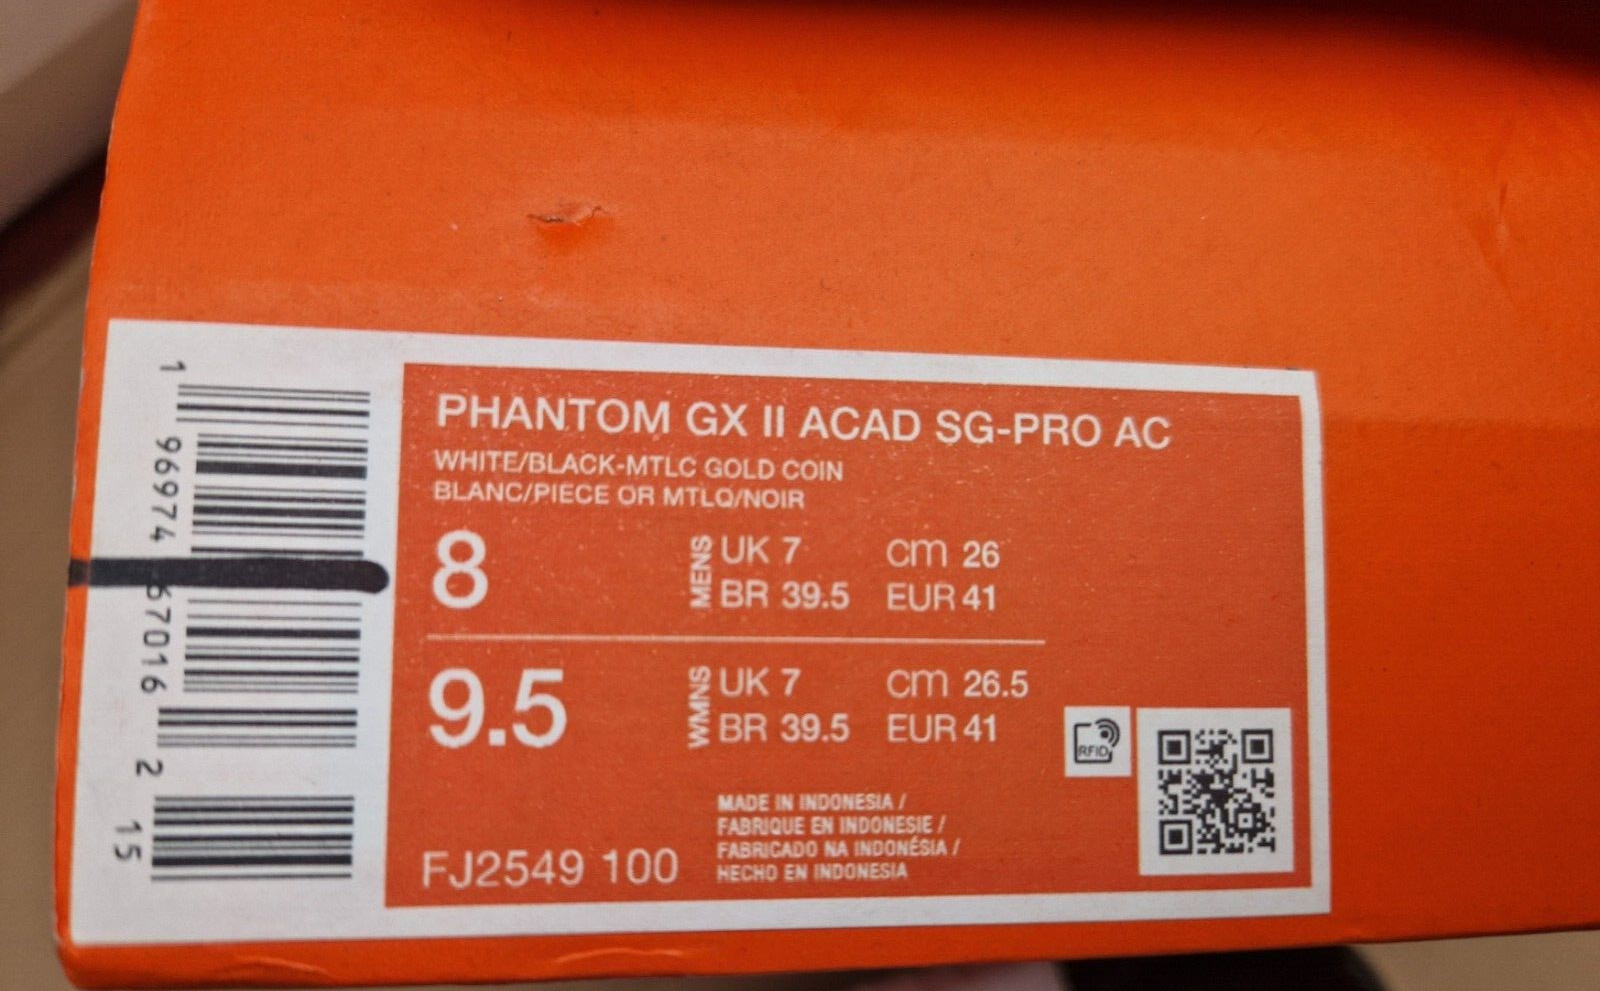 1
96974
67016
2
15
PHANTOM GX II ACAD SG-PRO AC
WHITE/BLACK-MTLC GOLD COIN
BLANC/PIECE OR MTLQ/NOIR
8
MENS
UK 7 cm 26
BR 39.5 EUR 41
9.5
WMNS
UK 7 cm 26.5
BR 39.5 EUR 41
RFID
FJ2549 100
MADE IN INDONESIA /
FABRIQUE EN INDONESIE /
FABRICADO NA INDONÉSIA /
HECHO EN INDONESIA